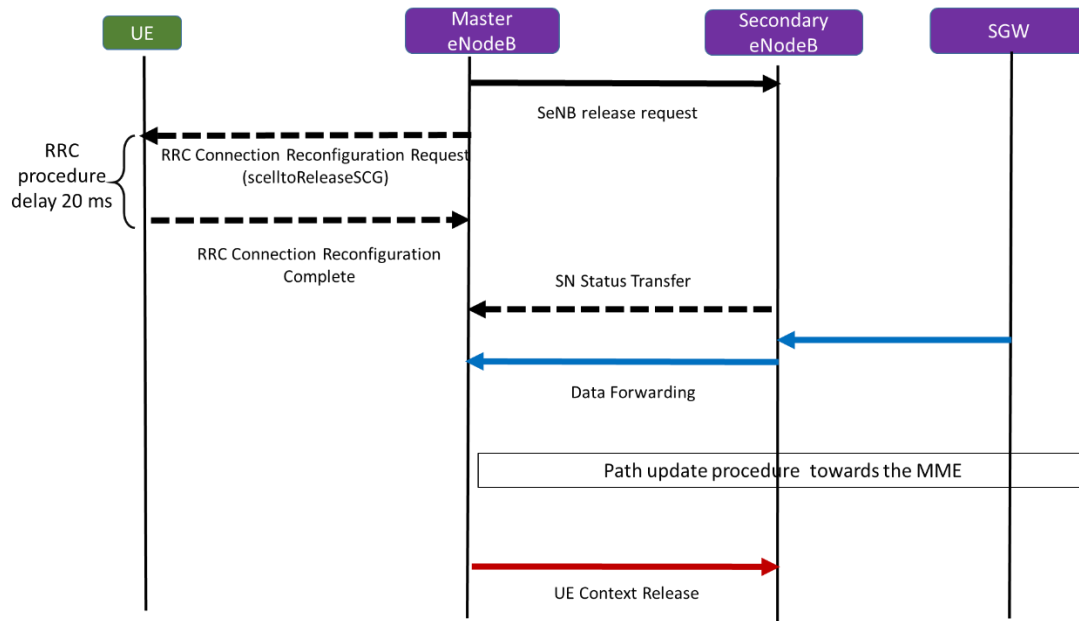 UE
Master
eNodeB
Secondary
eNodeB
SGW
SeNB release request
RRC
procedure
delay 20 ms
RRC Connection Reconfiguration Request
(scelltoReleaseSCG)
RRC Connection Reconfiguration
Complete
SN Status Transfer
Data Forwarding
Path update procedure towards the MME
UE Context Release